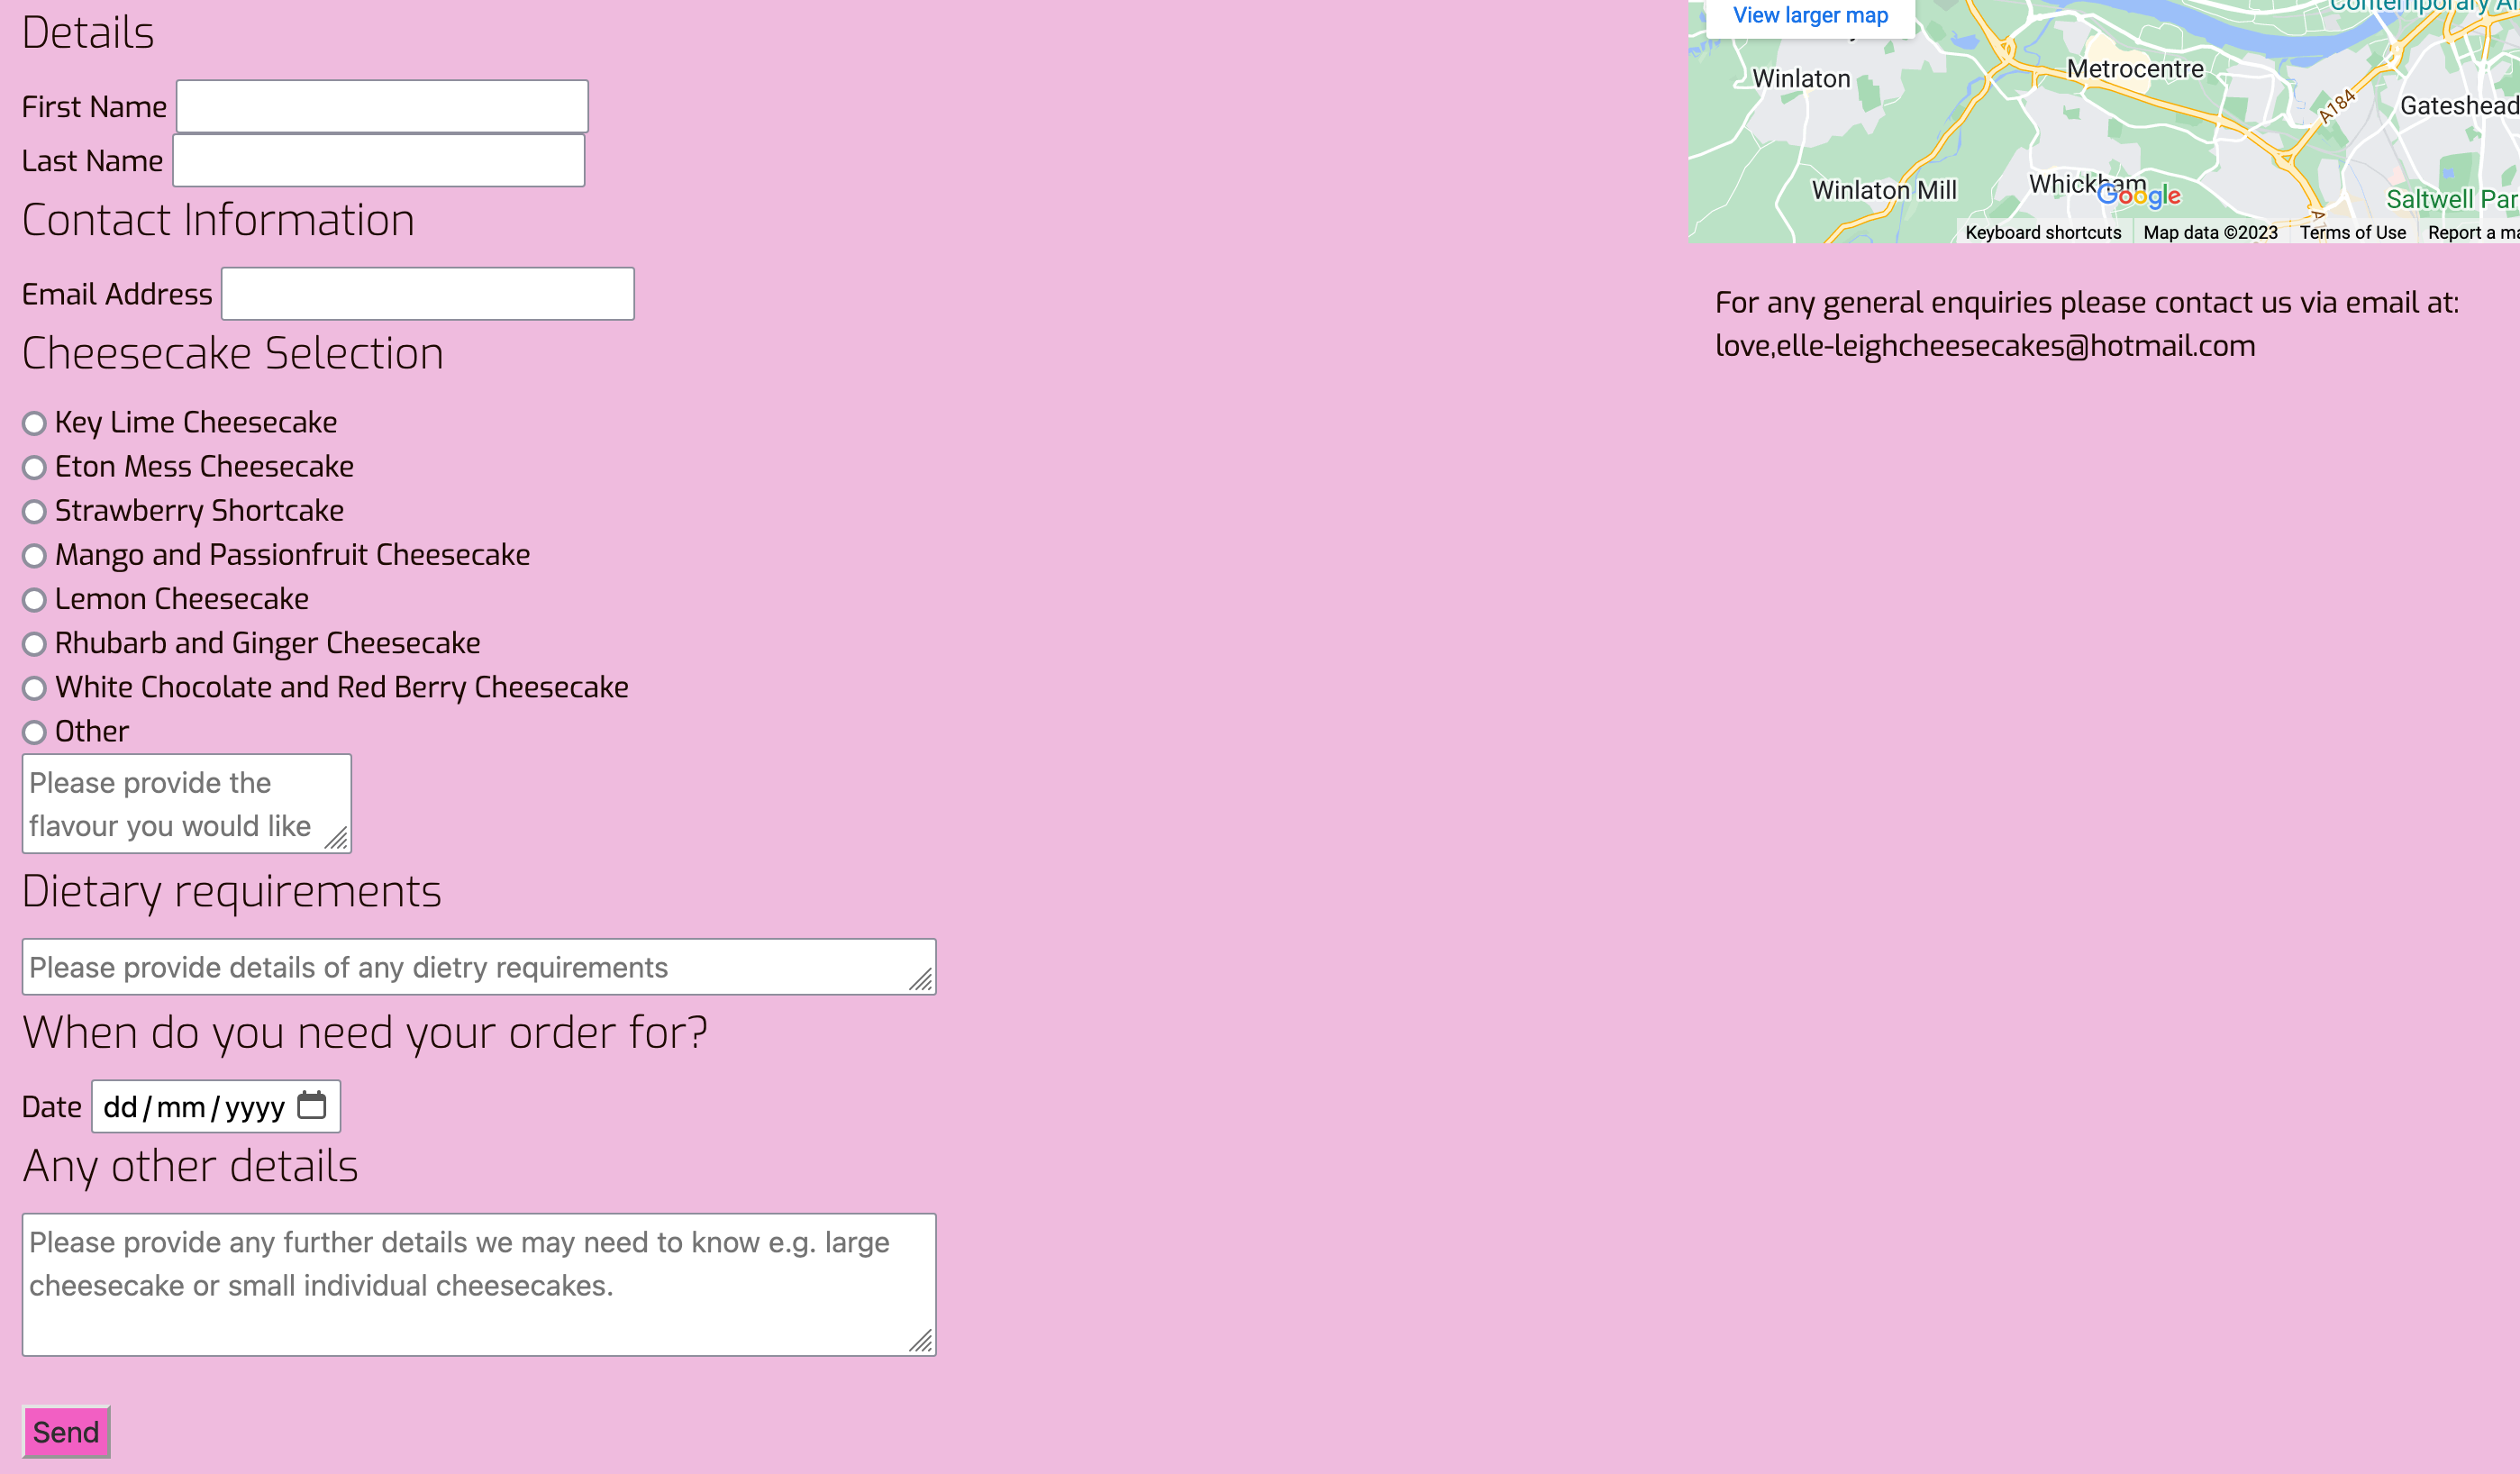 Details
First Name
Last Name
Contact Information
Email Address
Cheesecake Selection
Key Lime Cheesecake
Eton Mess Cheesecake
Strawberry Shortcake
Mango and Passionfruit Cheesecake
Lemon Cheesecake
Rhubarb and Ginger Cheesecake
White Chocolate and Red Berry Cheesecake
Other
Please provide the
flavour you would like
Dietary requirements
Please provide details of any dietry requirements
When do you need your order for?
Date dd/mm/yyyy
Any other details
Please provide any further details we may need to know e.g. large
cheesecake or small individual cheesecakes.
Send
View larger map
Contemporary
Winlaton
Metrocentre
A184
Gateshead
Winlaton Mill
Whickham
Google
Saltwell
Keyboard shortcuts Map data ©2023 Terms of Use Report a
For any general enquiries please contact us via email at:
love,elle-leighcheesecakes@hotmail.com